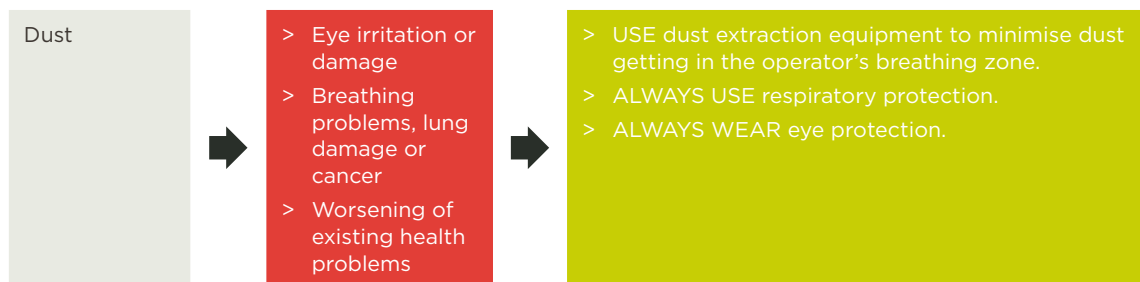 Dust
> Eye irritation or
damage
> Breathing
problems, lung
damage or
cancer
> Worsening of
existing health
problems
> USE dust extraction equipment to minimise dust
getting in the operator’s breathing zone.
> ALWAYS USE respiratory protection.
> ALWAYS WEAR eye protection.